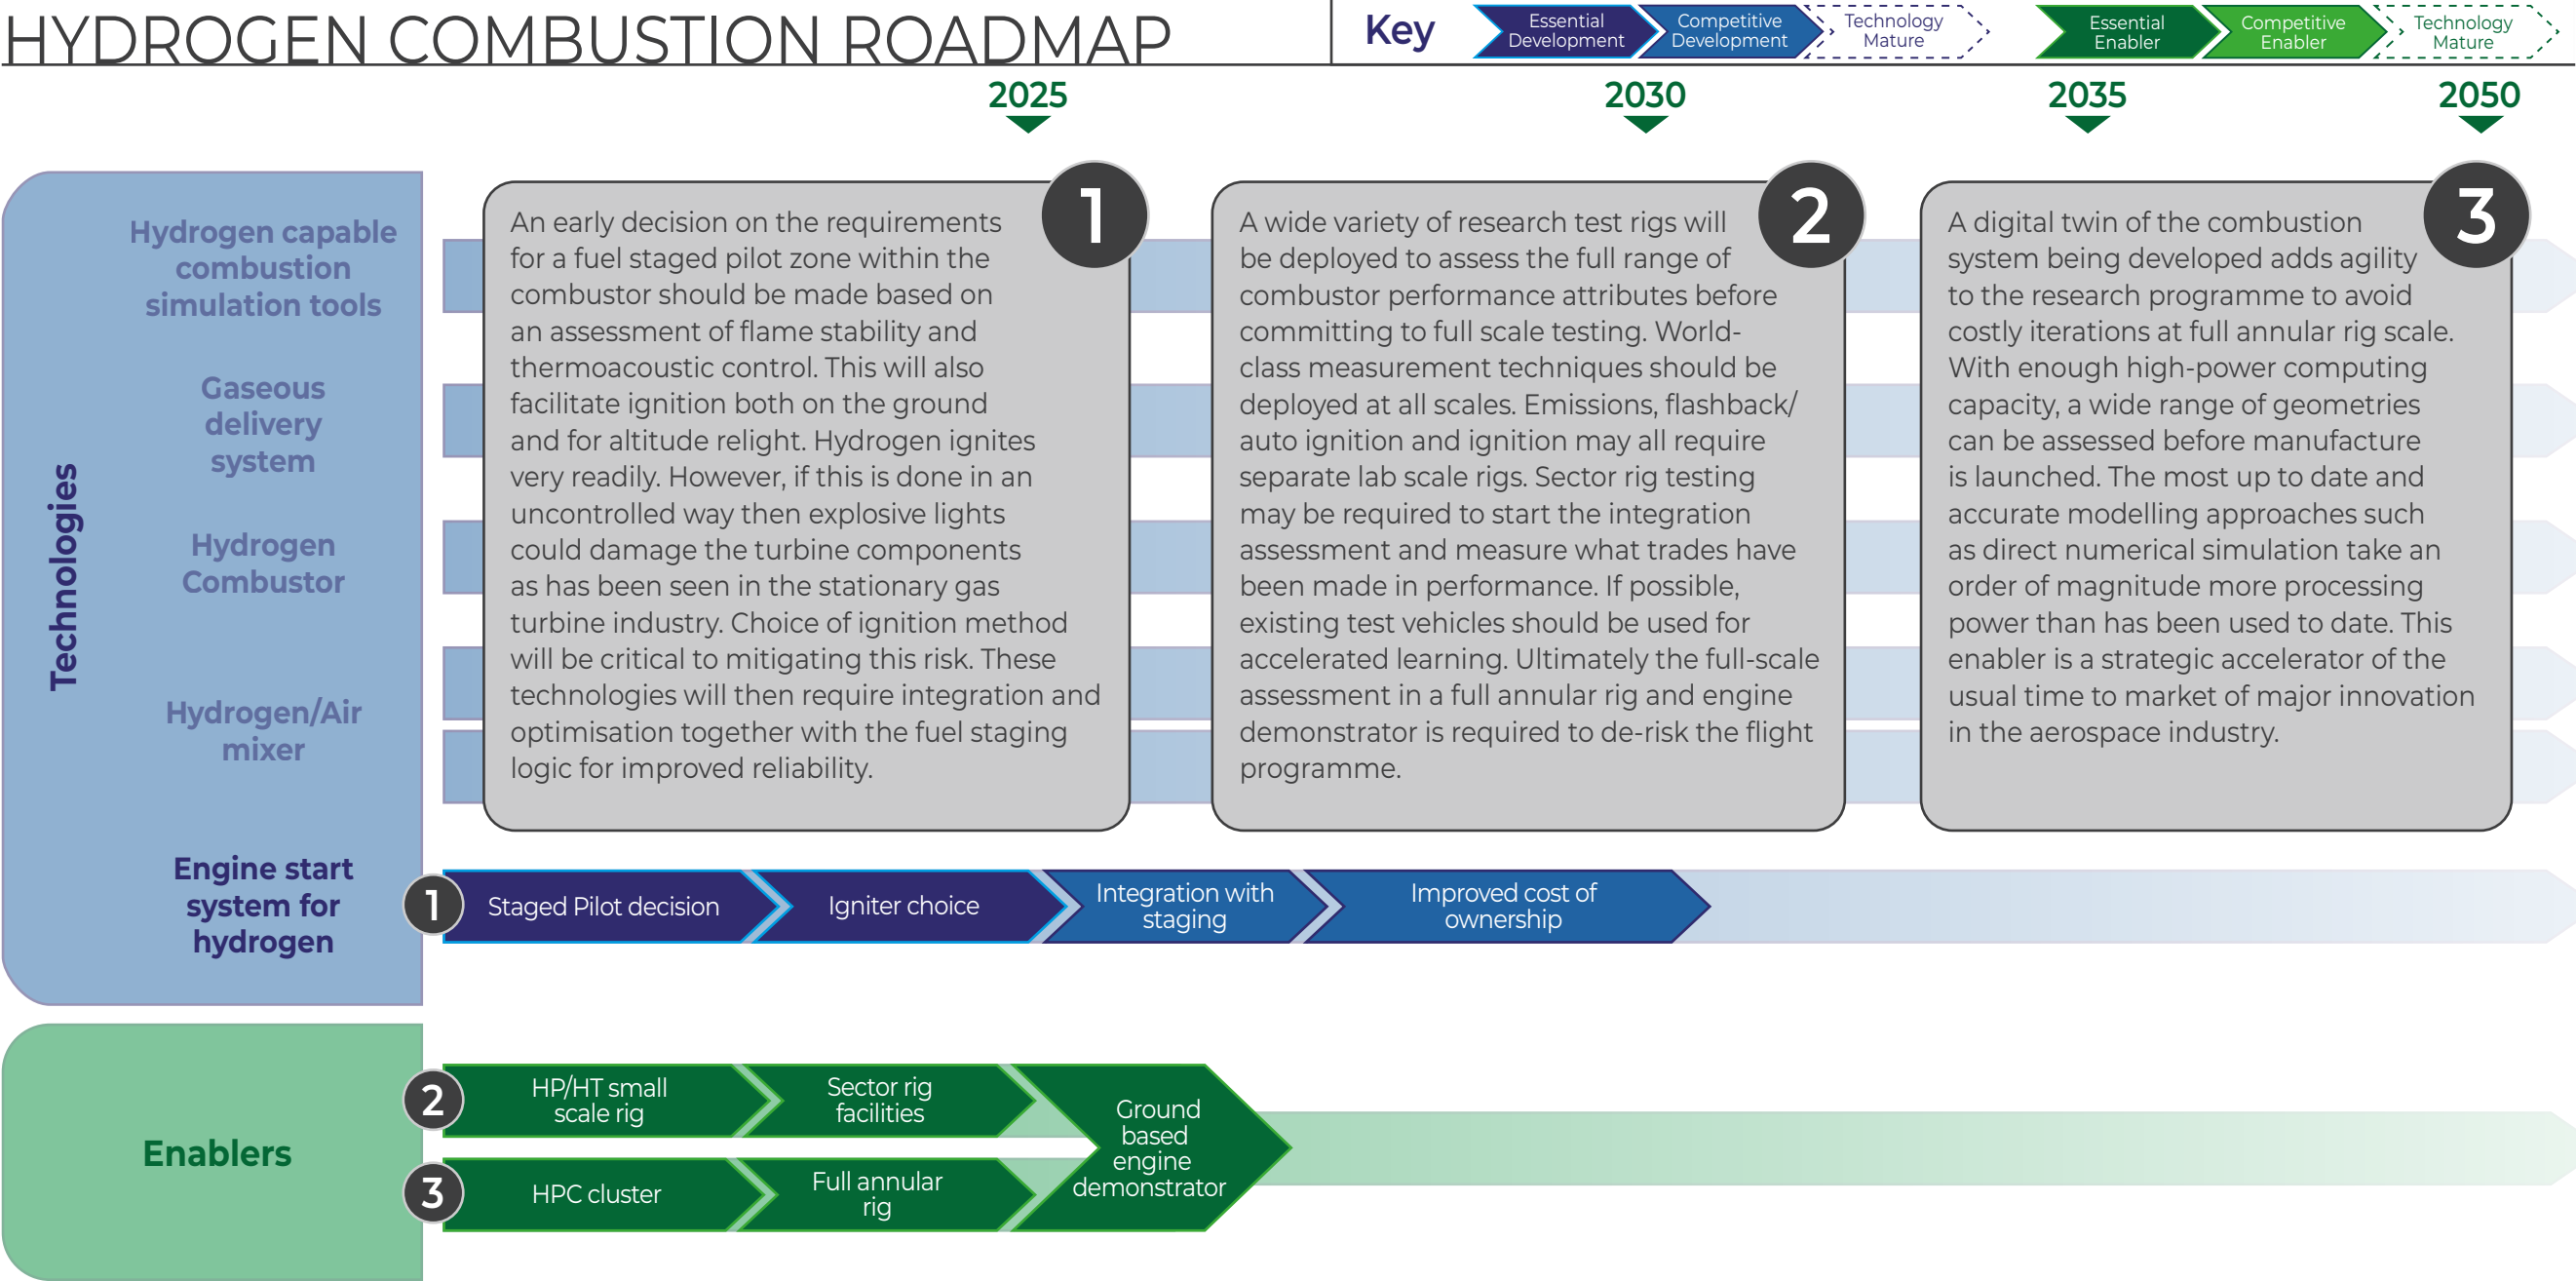 HYDROGEN COMBUSTION ROADMAP
Key
Essential
Development
Competitive
Development
Technology
Mature
Essential
Enabler
Competitive
Enabler
Technology
Mature
2025
2030
2035
2050
Technologies
Hydrogen capable
combustion
simulation tools
Gaseous
delivery
system
Hydrogen
Combustor
Hydrogen/Air
mixer
Engine start
system for
hydrogen
1
An early decision on the requirements
for a fuel staged pilot zone within the
combustor should be made based on
an assessment of flame stability and
thermoacoustic control. This will also
facilitate ignition both on the ground
and for altitude relight. Hydrogen ignites
very readily. However, if this is done in an
uncontrolled way then explosive lights
could damage the turbine components
as has been seen in the stationary gas
turbine industry. Choice of ignition method
will be critical to mitigating this risk. These
technologies will then require integration and
optimisation together with the fuel staging
logic for improved reliability.
2
A wide variety of research test rigs will
be deployed to assess the full range of
combustor performance attributes before
committing to full scale testing. World-
class measurement techniques should be
deployed at all scales. Emissions, flashback/
auto ignition and ignition may all require
separate lab scale rigs. Sector rig testing
may be required to start the integration
assessment and measure what trades have
been made in performance. If possible,
existing test vehicles should be used for
accelerated learning. Ultimately the full-scale
assessment in a full annular rig and engine
demonstrator is required to de-risk the flight
programme.
3
A digital twin of the combustion
system being developed adds agility
to the research programme to avoid
costly iterations at full annular rig scale.
With enough high-power computing
capacity, a wide range of geometries
can be assessed before manufacture
is launched. The most up to date and
accurate modelling approaches such
as direct numerical simulation take an
order of magnitude more processing
power than has been used to date. This
enabler is a strategic accelerator of the
usual time to market of major innovation
in the aerospace industry.
1
Staged Pilot decision
Igniter choice
Integration with
staging
Improved cost of
ownership
Enablers
2
HP/HT small
scale rig
Sector rig
facilities
3
HPC cluster
Full annular
rig
Ground
based
engine
demonstrator